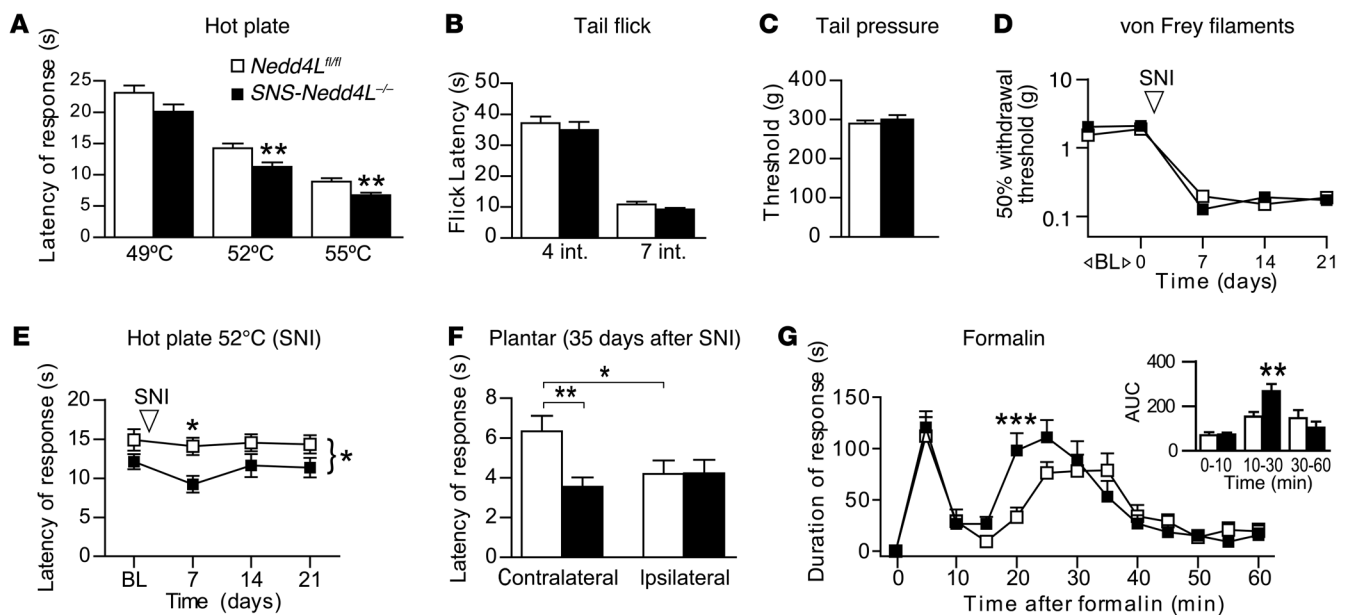 A Hot plate
Latency of response (s)
25
20
15
10
5
0
Nedd4Lfl/fl
SNS-Nedd4L–/–
**
**
49ºC 52ºC 55ºC
B Tail flick
Flick Latency (s)
50
40
30
20
10
0
4 int. 7 int.
C Tail pressure
Threshold (g)
400
300
200
100
0
D von Frey filaments
50% withdrawal
threshold (g)
10
1
0.1
SNI
BL 0 7 14 21
Time (days)
E Hot plate 52°C (SNI)
Latency of response (s)
20
15
10
5
0
SNI
*
*
BL 7 14 21
Time (days)
F Plantar (35 days after SNI)
Latency of response (s)
8
6
4
2
0
*
**
Contralateral Ipsilateral
G Formalin
Duration of response (s)
150
100
50
0
***
0 10 20 30 40 50 60
Time after formalin (min)
AUC
400
200
0
**
0-10 10-30 30-60
Time (min)